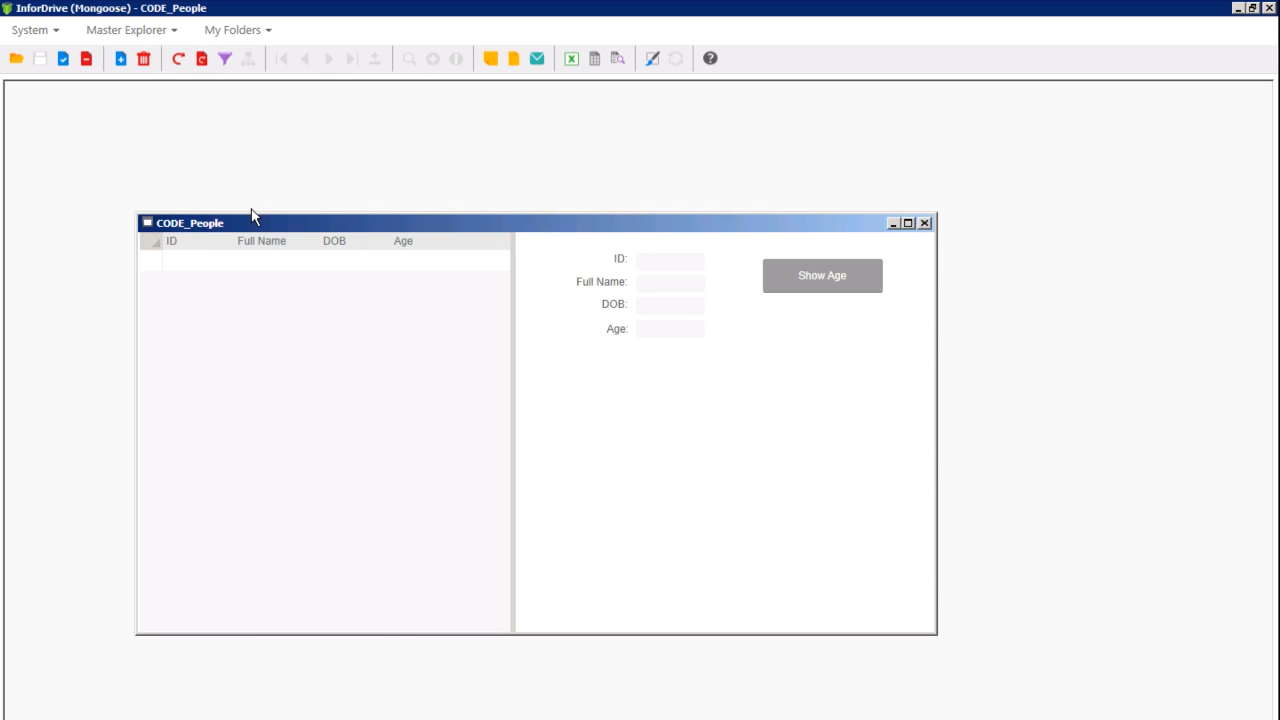 InforDrive (Mongoose) - CODE_People
System Master Explorer My Folders
CODE_People
ID Full Name DOB Age
ID:
Show Age
Full Name:
DOB:
Age: